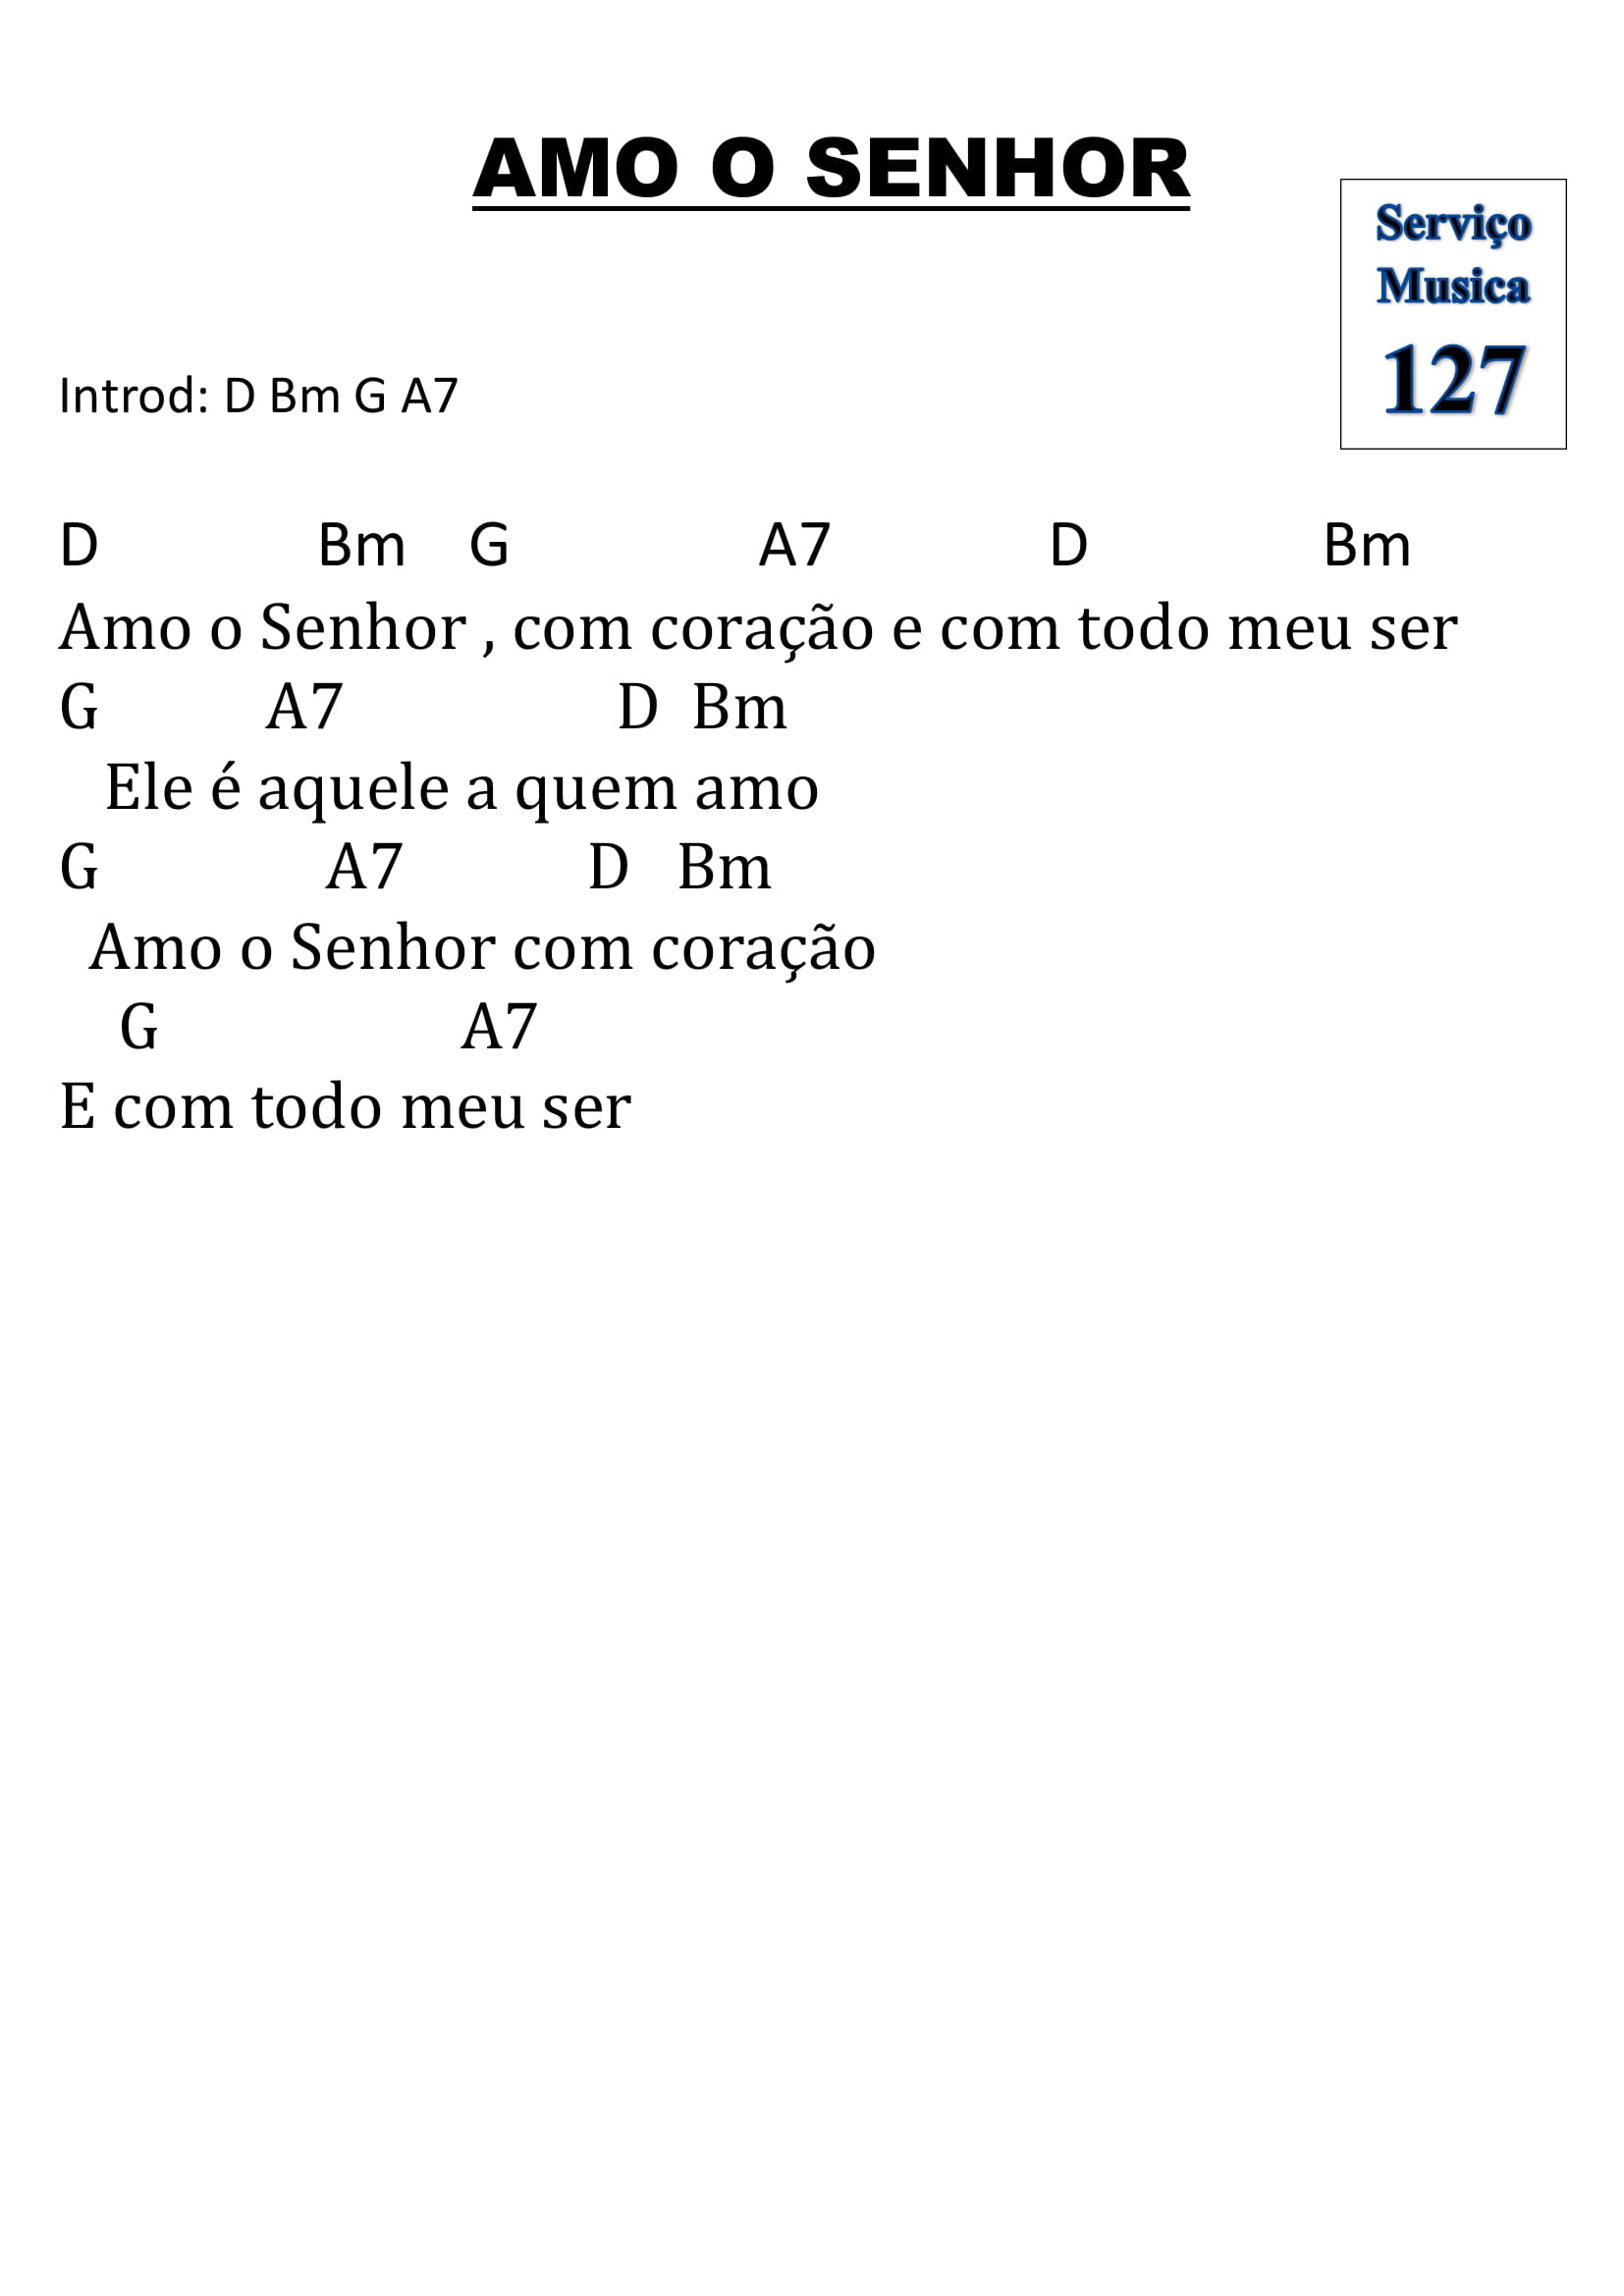 AMO O SENHOR
Serviço
Musica
127
Introd: D Bm G A7
D Bm G A7 D Bm
Amo o Senhor , com coração e com todo meu ser
G A7 D Bm
Ele é aquele a quem amo
G A7 D Bm
Amo o Senhor com coração
G A7
E com todo meu ser